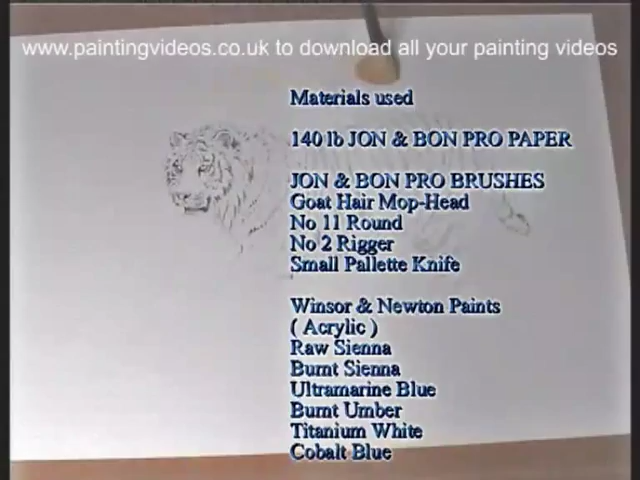 www.paintingvideos.co.uk to download all your painting videos
Materials used
140 lb JON & BON PRO PAPER
JON & BON PRO BRUSHES
Goat Hair Mop-Head
No 11 Round
No 2 Rigger
Small Pallette Knife
Winsor & Newton Paints
( Acrylic )
Raw Sienna
Burnt Sienna
Ultramarine Blue
Burnt Umber
Titanium White
Cobalt Blue